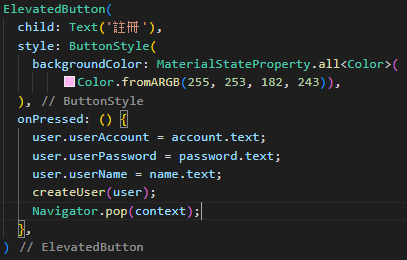 ElevatedButton(
  child: Text('註冊'),
  style: ButtonStyle(
    backgroundColor: MaterialStateProperty.all<Color>(
        Color.fromARGB(255, 253, 182, 243)),
  ), // ButtonStyle
  onPressed: () {
    user.userAccount = account.text;
    user.userPassword = password.text;
    user.userName = name.text;
    createUser(user);
    Navigator.pop(context);
  },
) // ElevatedButton